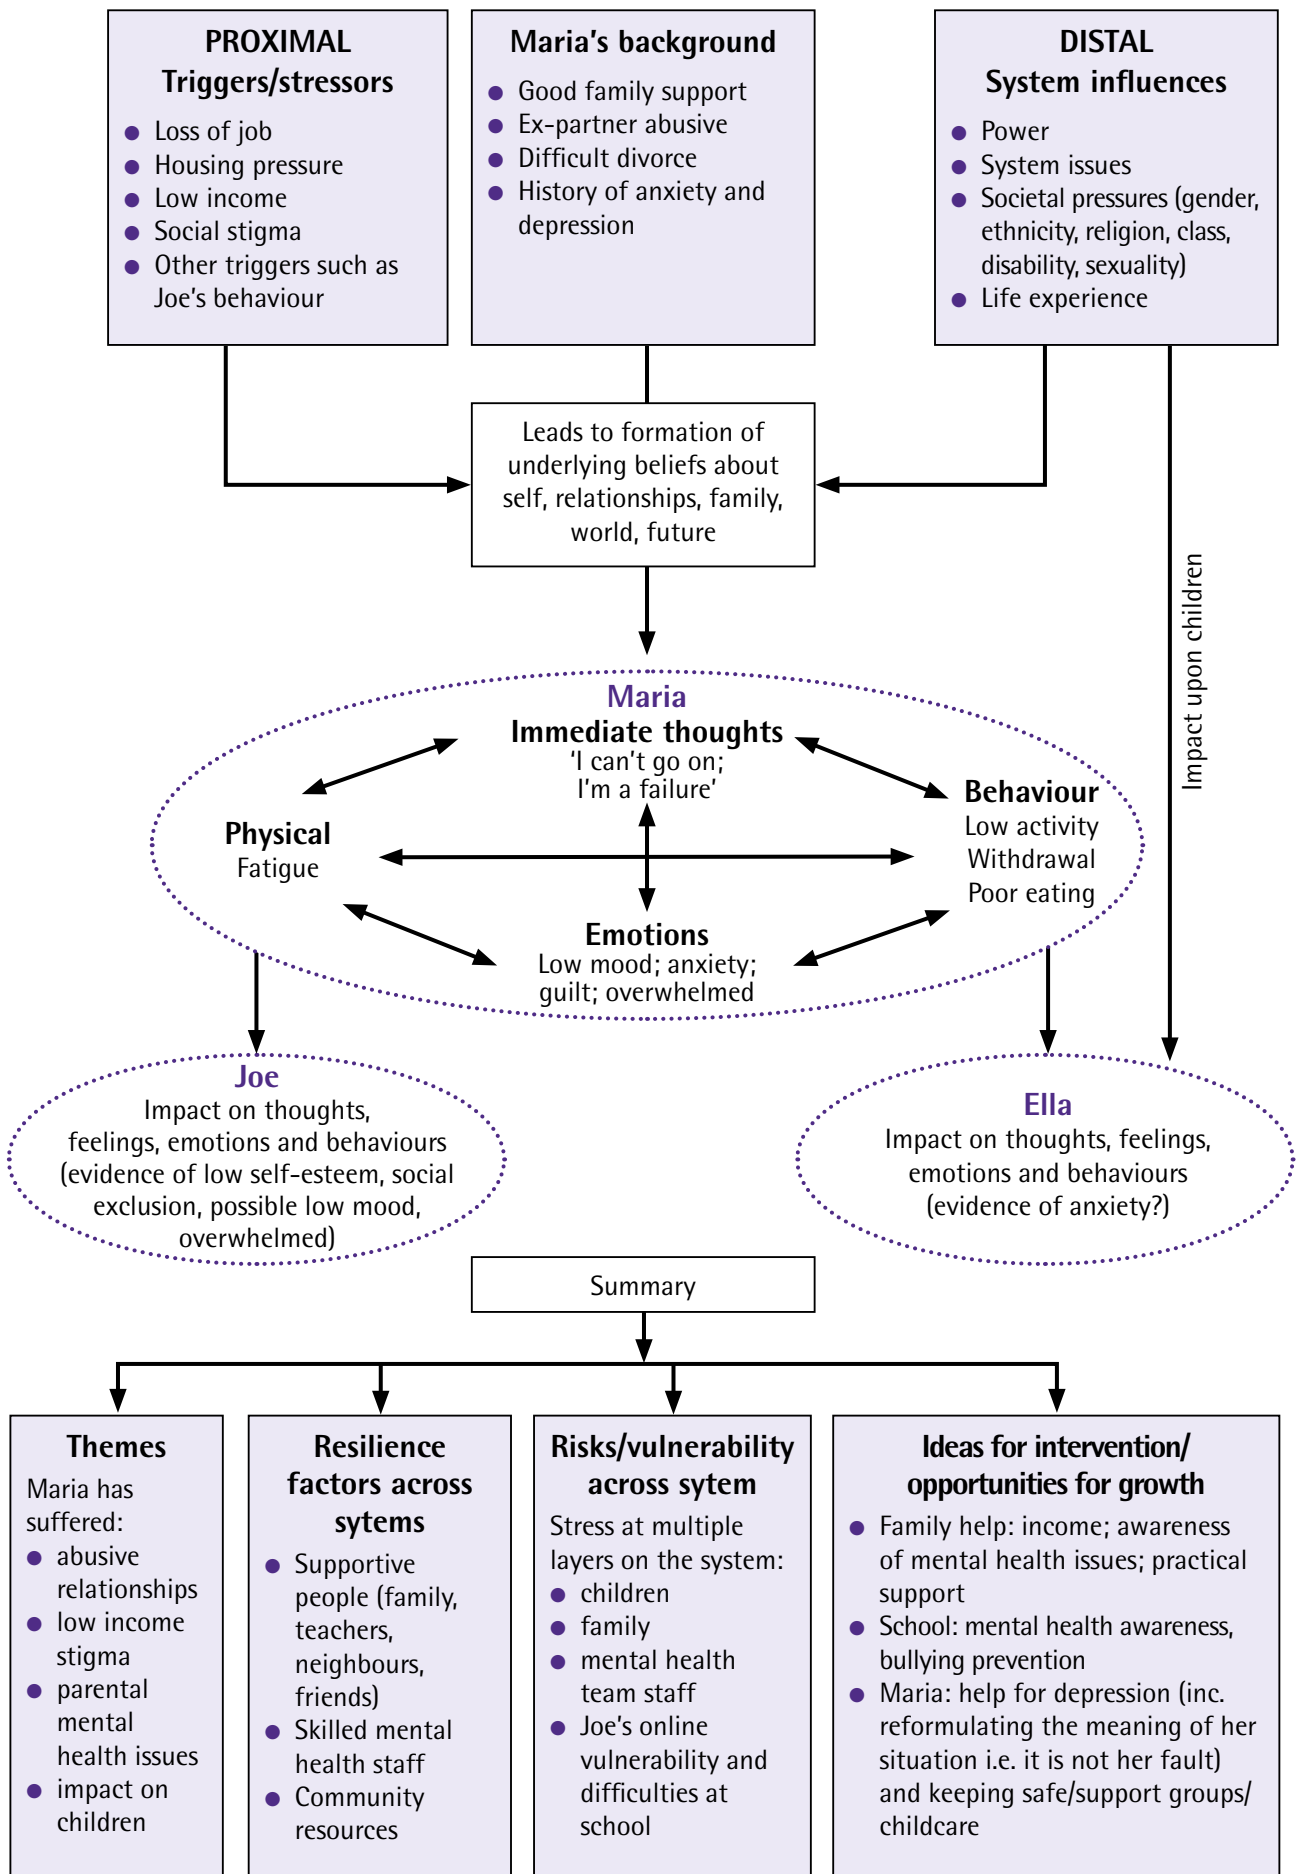 PROXIMAL
Triggers/stressors
● Loss of job
● Housing pressure
● Low income
● Social stigma
● Other triggers such as
Joe's behaviour
Maria's background
● Good family support
● Ex-partner abusive
● Difficult divorce
● History of anxiety and
depression
DISTAL
System influences
● Power
● System issues
● Societal pressures (gender,
ethnicity, religion, class,
disability, sexuality)
● Life experience
Leads to formation of
underlying beliefs about
self, relationships, family,
world, future
Impact upon children
Maria
Immediate thoughts
'I can't go on;
I'm a failure'
Physical
Fatigue
Behaviour
Low activity
Withdrawal
Poor eating
Emotions
Low mood; anxiety;
guilt; overwhelmed
Joe
Impact on thoughts,
feelings, emotions and behaviours
(evidence of low self-esteem, social
exclusion, possible low mood,
overwhelmed)
Ella
Impact on thoughts, feelings,
emotions and behaviours
(evidence of anxiety?)
Summary
Themes
Maria has
suffered:
● abusive
relationships
● low income
stigma
● parental
mental
health issues
● impact on
children
Resilience
factors across
sytems
● Supportive
people (family,
teachers,
neighbours,
friends)
● Skilled mental
health staff
● Community
resources
Risks/vulnerability
across sytem
Stress at multiple
layers on the system:
● children
● family
● mental health
team staff
● Joe's online
vulnerability and
difficulties at
school
Ideas for intervention/
opportunities for growth
● Family help: income; awareness
of mental health issues; practical
support
● School: mental health awareness,
bullying prevention
● Maria: help for depression (inc.
reformulating the meaning of her
situation i.e. it is not her fault)
and keeping safe/support groups/
childcare